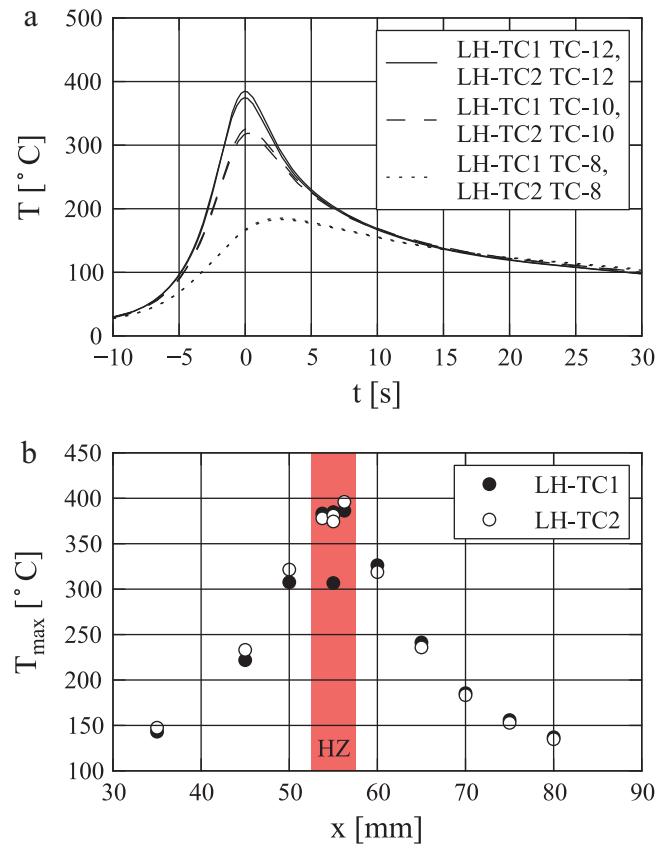 a
500
400
300
200
100
0
T [°C]
LH-TC1 TC-12,
LH-TC2 TC-12
LH-TC1 TC-10,
LH-TC2 TC-10
LH-TC1 TC-8,
LH-TC2 TC-8
−10 −5 0 5 10 15 20 25 30
t [s]
b
450
400
350
300
250
200
150
100
Tmax [°C]
LH-TC1
LH-TC2
HZ
30 40 50 60 70 80 90
x [mm]